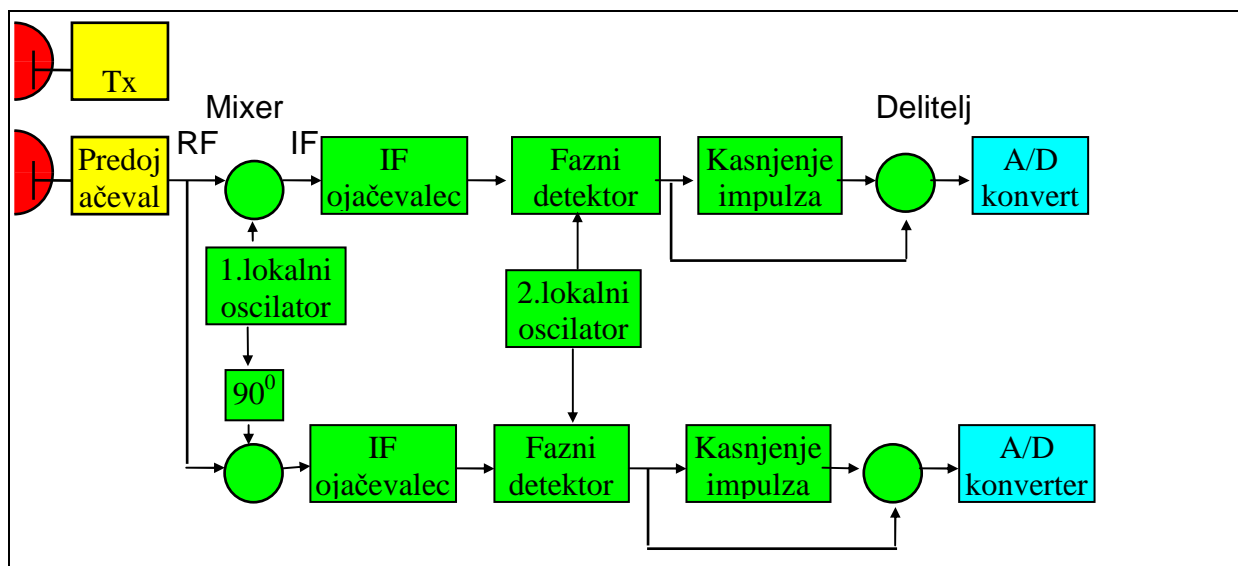 Tx
Mixer
Delitelj
RF
IF
Predoj
ačeval
IF
ojačevalec
Fazni
detektor
Kasnjenje
impulza
A/D
konvert
1.lokalni
oscilator
2.lokalni
oscilator
90⁰
IF
ojačevalec
Fazni
detektor
Kasnjenje
impulza
A/D
konverter